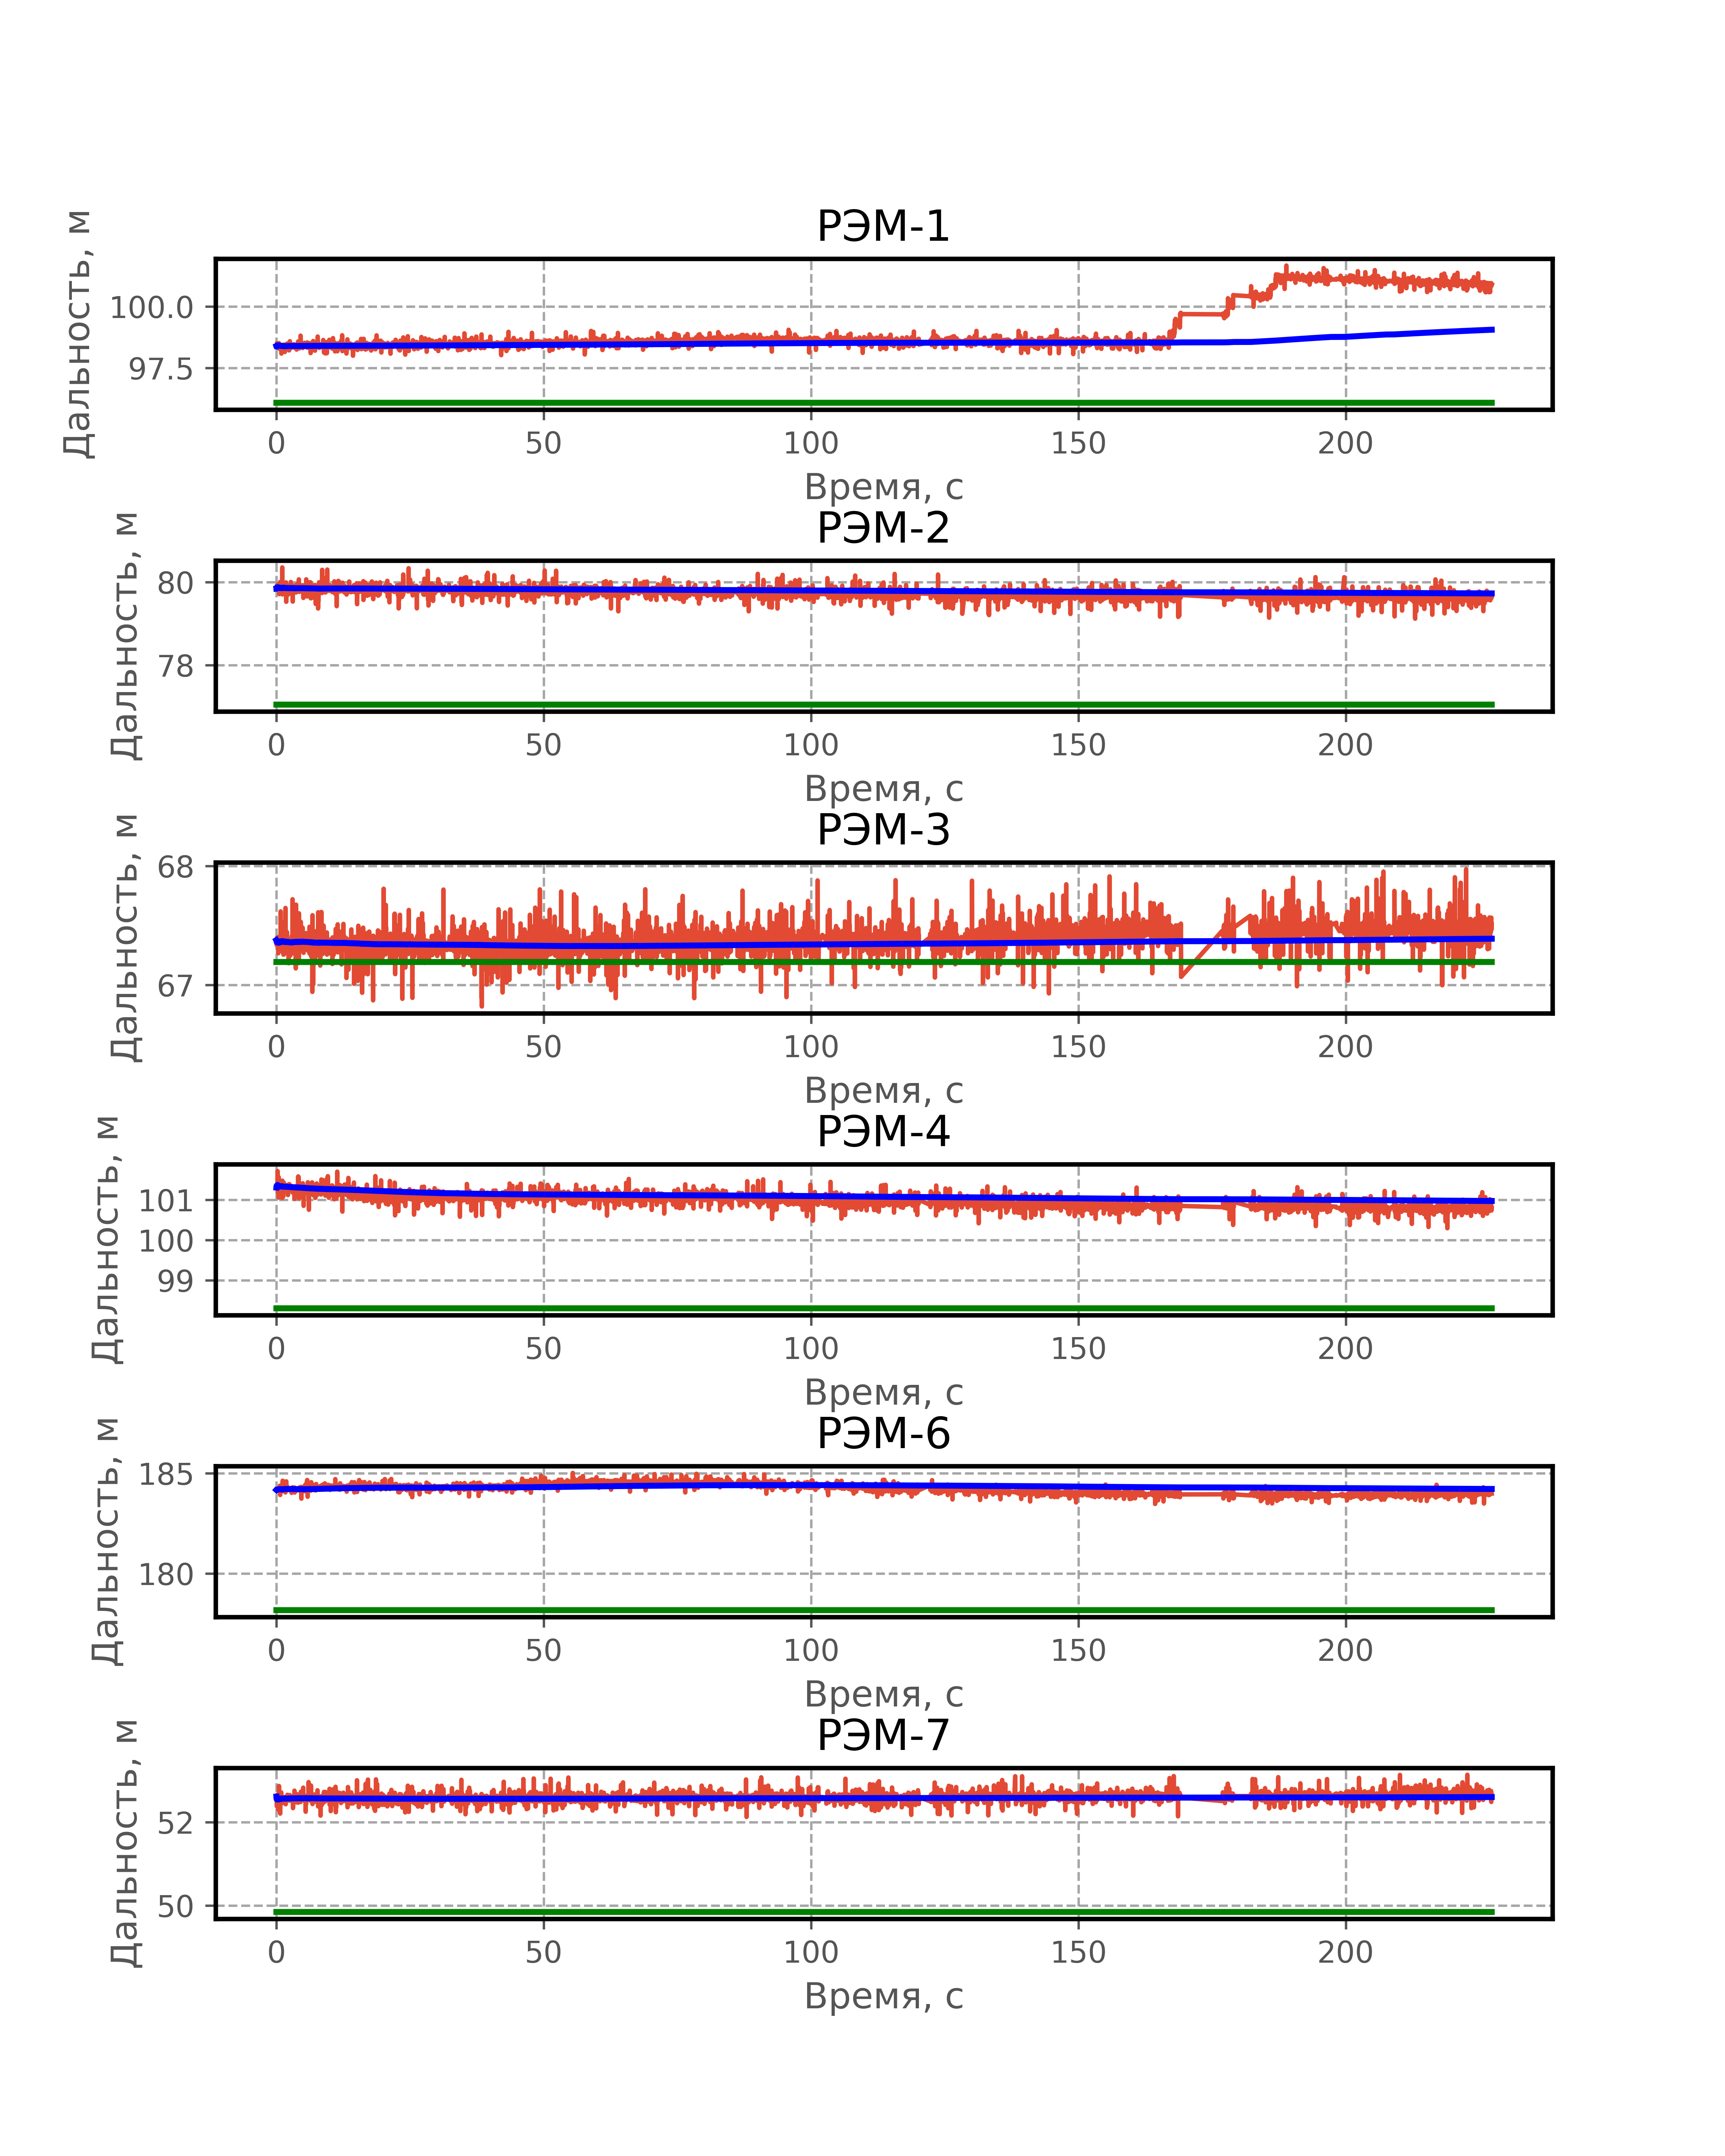 РЭМ-1
Дальность, м
100.0
97.5
0 50 100 150 200
Время, с
РЭМ-2
Дальность, м
80
78
0 50 100 150 200
Время, с
РЭМ-3
Дальность, м
68
67
0 50 100 150 200
Время, с
РЭМ-4
Дальность, м
101
100
99
0 50 100 150 200
Время, с
РЭМ-6
Дальность, м
185
180
0 50 100 150 200
Время, с
РЭМ-7
Дальность, м
52
50
0 50 100 150 200
Время, с